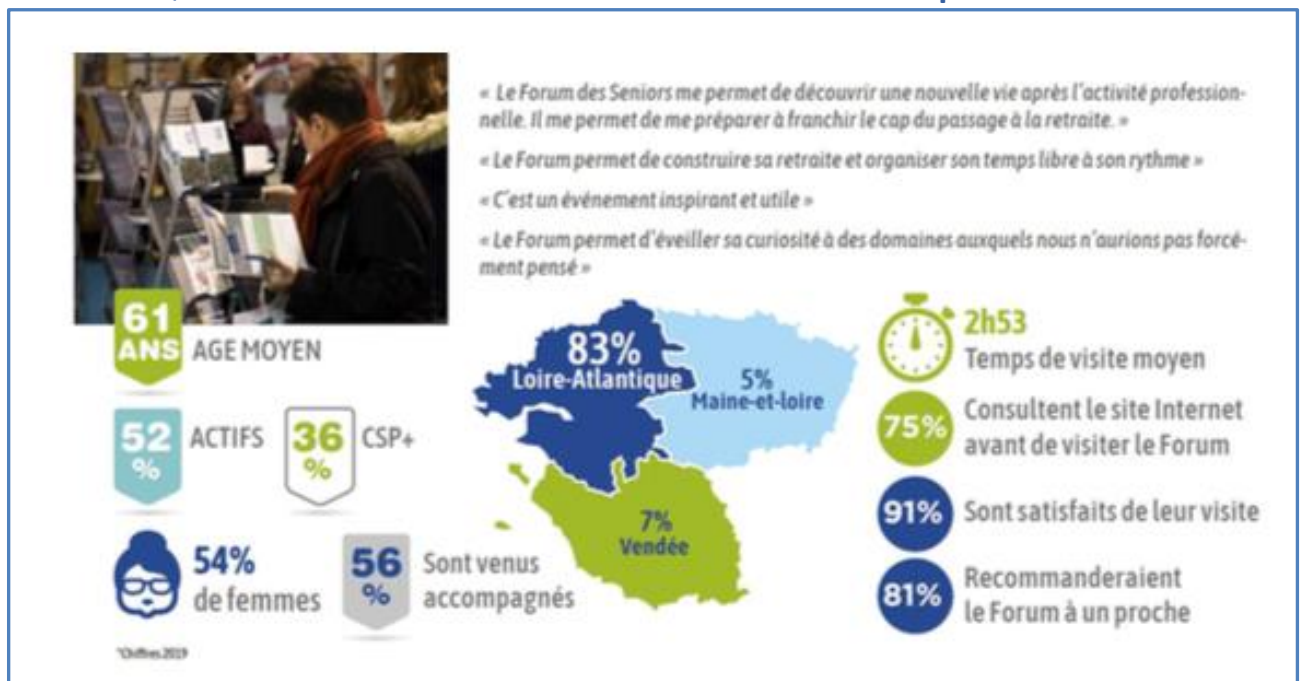 « Le Forum des Seniors me permet de découvrir une nouvelle vie après l'activité profession-
nelle. Il me permet de me préparer à franchir le cap du passage à la retraite. »
« Le Forum permet de construire sa retraite et organiser son temps libre à son rythme »
« C'est un événement inspirant et utile »
« Le Forum permet d'éveiller sa curiosité à des domaines auxquels nous n'aurions pas forcé-
ment pensé »
61
ANS
AGE MOYEN
52
%
ACTIFS
36
%
CSP+
54%
de femmes
56
%
Sont venus
accompagnés
83%
Loire-Atlantique
5%
Maine-et-loire
7%
Vendée
2h53
Temps de visite moyen
75%
Consultent le site Internet
avant de visiter le Forum
91%
Sont satisfaits de leur visite
81%
Recommanderaient
le Forum à un proche
*Chiffres 2019